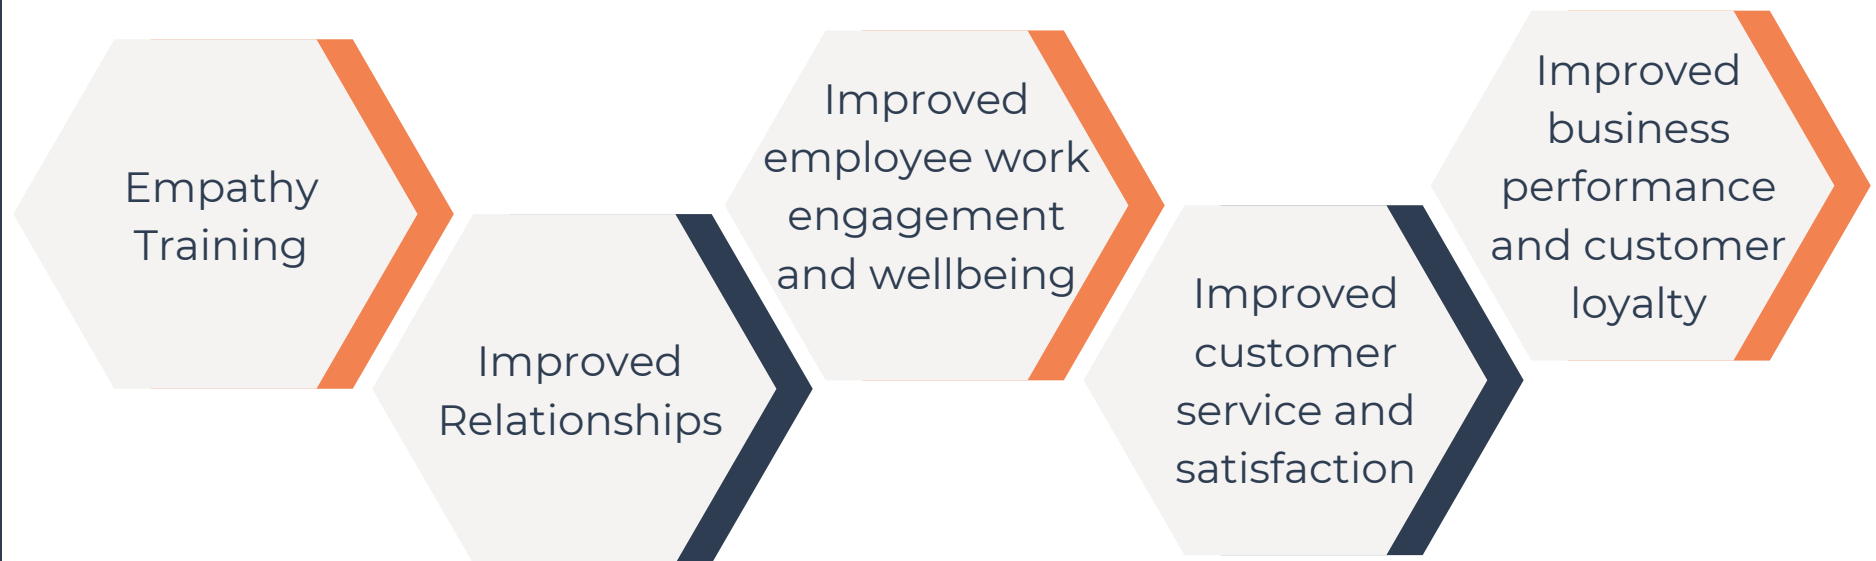 Empathy
Training
Improved
Relationships
Improved
employee work
engagement
and wellbeing
Improved
customer
service and
satisfaction
Improved
business
performance
and customer
loyalty